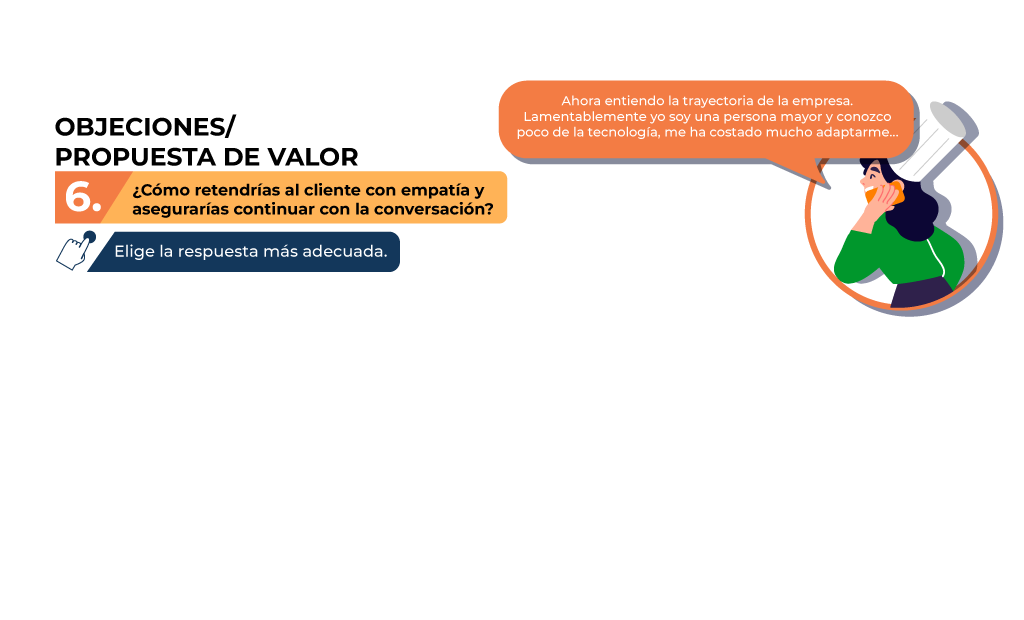 OBJECIONES/
PROPUESTA DE VALOR
6.
¿Cómo retendrías al cliente con empatía y
asegurarías continuar con la conversación?
Elige la respuesta más adecuada.
Ahora entiendo la trayectoria de la empresa.
Lamentablemente yo soy una persona mayor y conozco
poco de la tecnología, me ha costado mucho adaptarme...